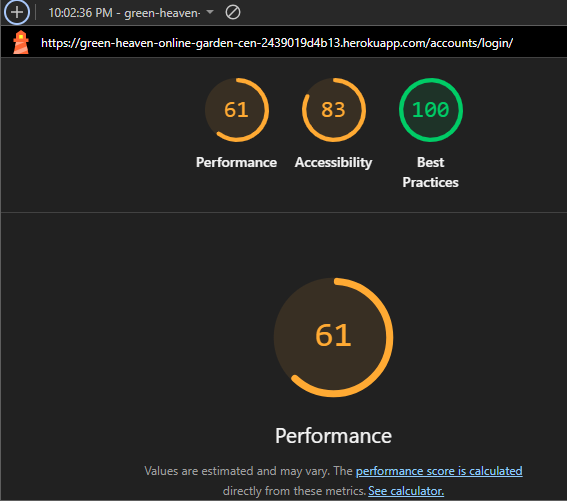 10:02:36 PM - green-heaven-
https://green-heaven-online-garden-cen-2439019d4b13.herokuapp.com/accounts/login/
61 83 100
Performance Accessibility Best
Practices
61
Performance
Values are estimated and may vary. The performance score is calculated
directly from these metrics. See calculator.